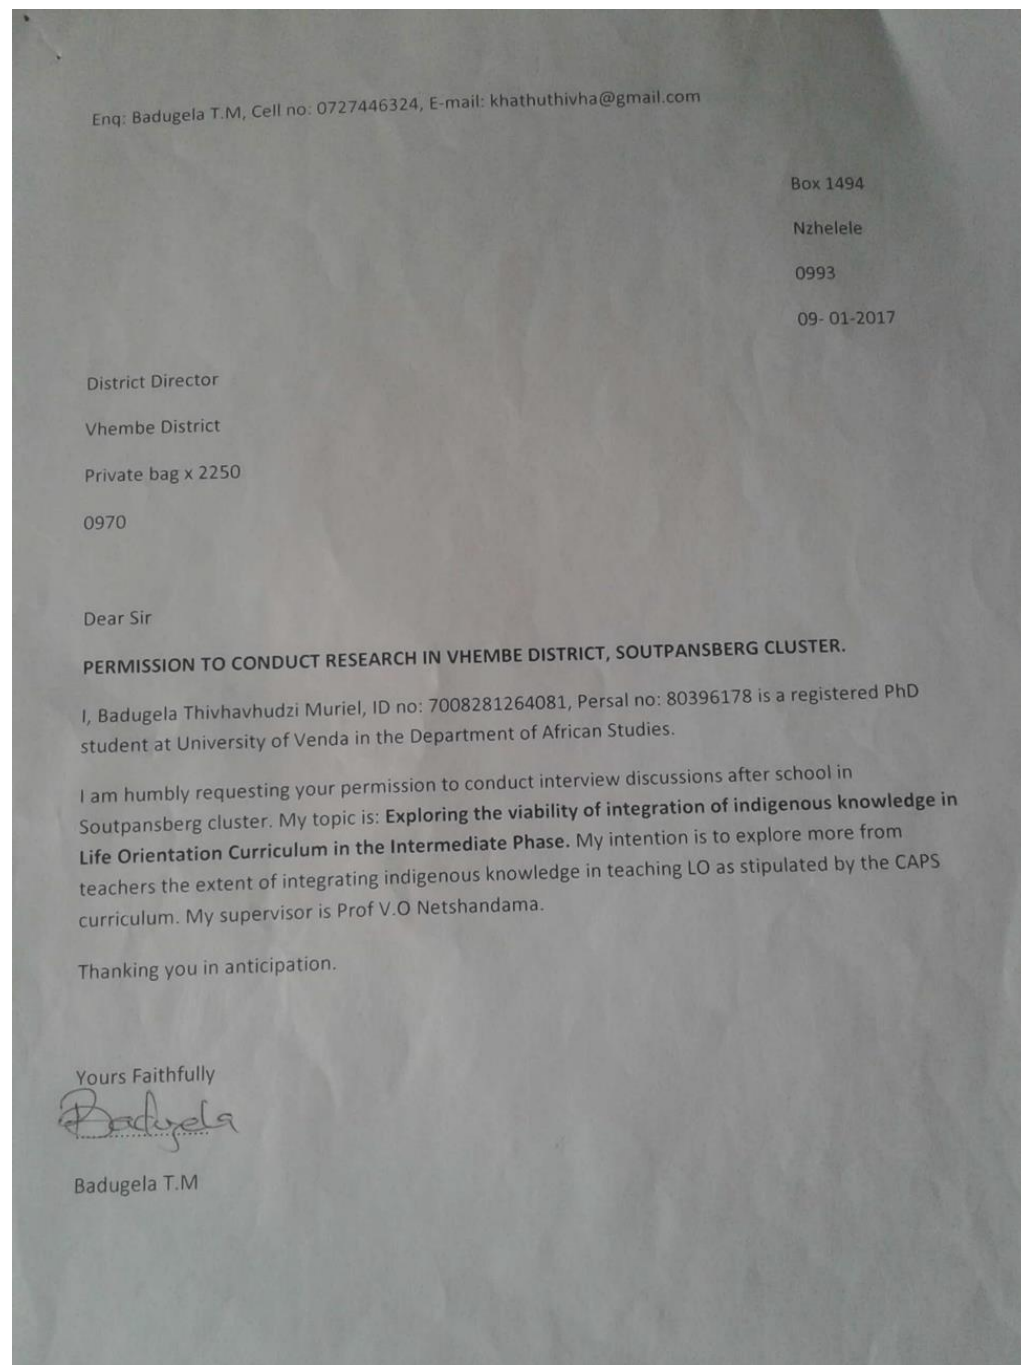 Enq: Badugela T.M, Cell no: 0727446324, E-mail: khathuthivha@gmail.com
Box 1494
Nzhelele
0993
09- 01-2017
District Director
Vhembe District
Private bag x 2250
0970
Dear Sir
PERMISSION TO CONDUCT RESEARCH IN VHEMBE DISTRICT, SOUTPANSBERG CLUSTER.
I, Badugela Thivhavhudzi Muriel, ID no: 7008281264081, Persal no: 80396178 is a registered PhD
student at University of Venda in the Department of African Studies.
I am humbly requesting your permission to conduct interview discussions after school in
Soutpansberg cluster. My topic is: Exploring the viability of integration of indigenous knowledge in
Life Orientation Curriculum in the Intermediate Phase. My intention is to explore more from
teachers the extent of integrating indigenous knowledge in teaching LO as stipulated by the CAPS
curriculum. My supervisor is Prof V.O Netshandama.
Thanking you in anticipation.
Yours Faithfully
Badugela
Badugela T.M